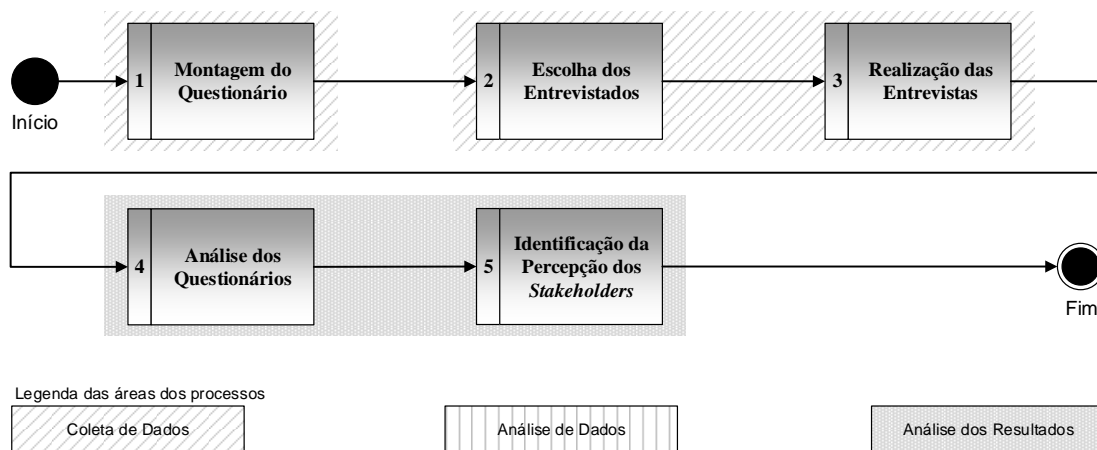 1
Montagem do
Questionário
2
Escolha dos
Entrevistados
3
Realização das
Entrevistas
Início
4
Análise dos
Questionários
5
Identificação da
Percepção dos
Stakeholders
Fim
Legenda das áreas dos processos
Coleta de Dados
Análise de Dados
Análise dos Resultados